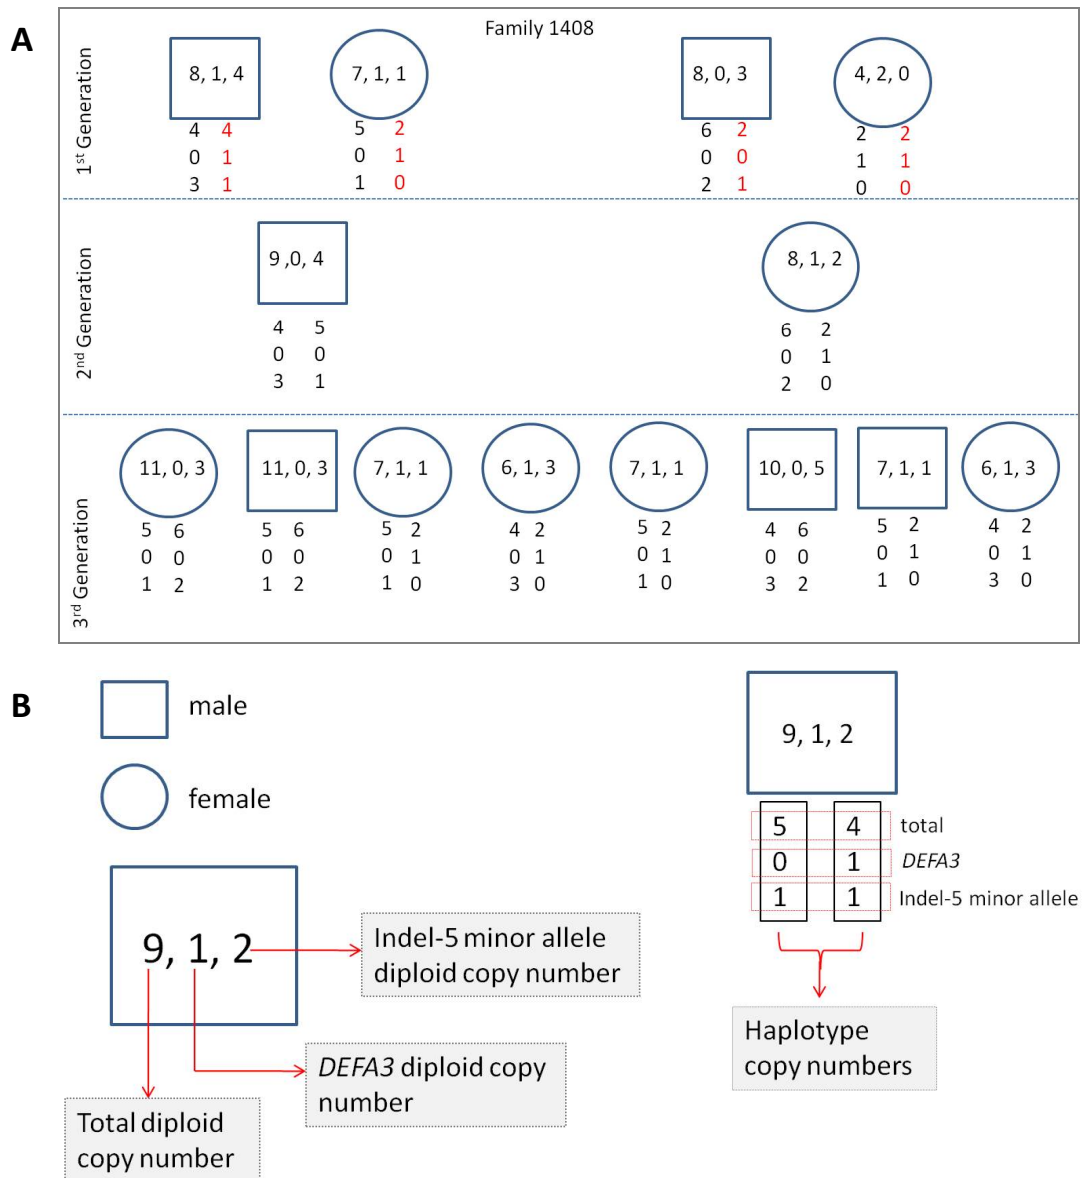 A
Family 1408
1st Generation
8, 1, 4
7, 1, 1
8, 0, 3
4, 2, 0
4 4
0 1
3 1
5 2
0 1
1 0
6 2
0 0
2 1
2 2
1 1
0 0
2nd Generation
9 ,0, 4
8, 1, 2
4 5
0 0
3 1
6 2
0 1
2 0
3rd Generation
11, 0, 3
11, 0, 3
7, 1, 1
6, 1, 3
7, 1, 1
10, 0, 5
7, 1, 1
6, 1, 3
5 6
0 0
1 2
5 6
0 0
1 2
5 2
0 1
1 0
4 2
0 1
3 0
5 2
0 1
1 0
4 6
0 0
3 2
5 2
0 1
1 0
4 2
0 1
3 0
B
male
female
9, 1, 2
Indel-5 minor allele
diploid copy number
DEFA3 diploid copy
number
Total diploid
copy number
9, 1, 2
5 4 total
0 1 DEFA3
1 1 Indel-5 minor allele
Haplotype
copy numbers